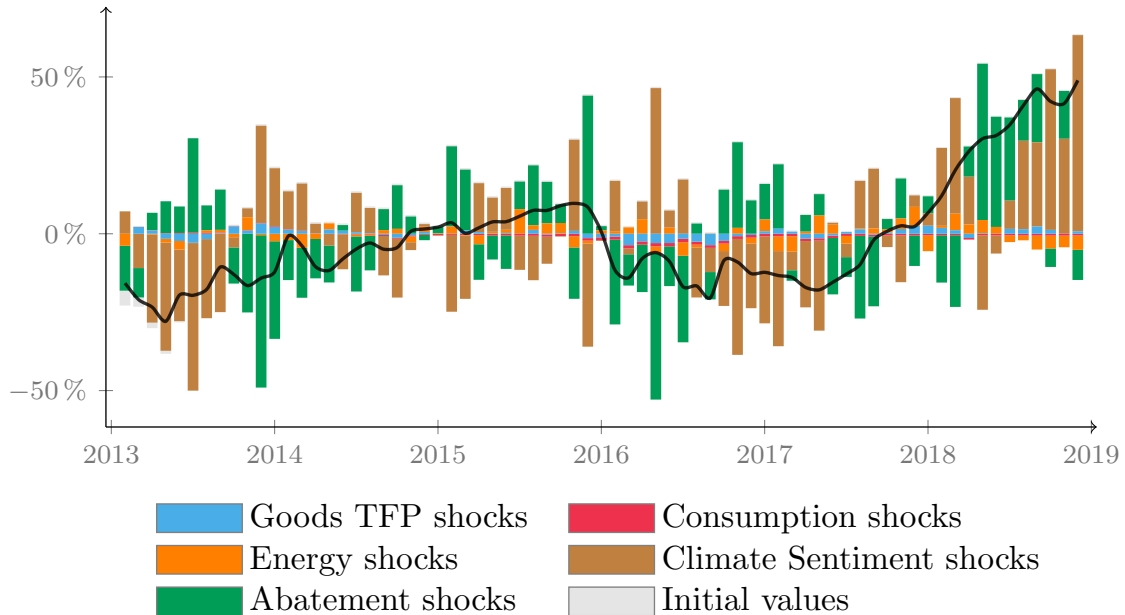 50 %
0 %
−50 %
2013 2014 2015 2016 2017 2018 2019
Goods TFP shocks Consumption shocks
Energy shocks Climate Sentiment shocks
Abatement shocks Initial values